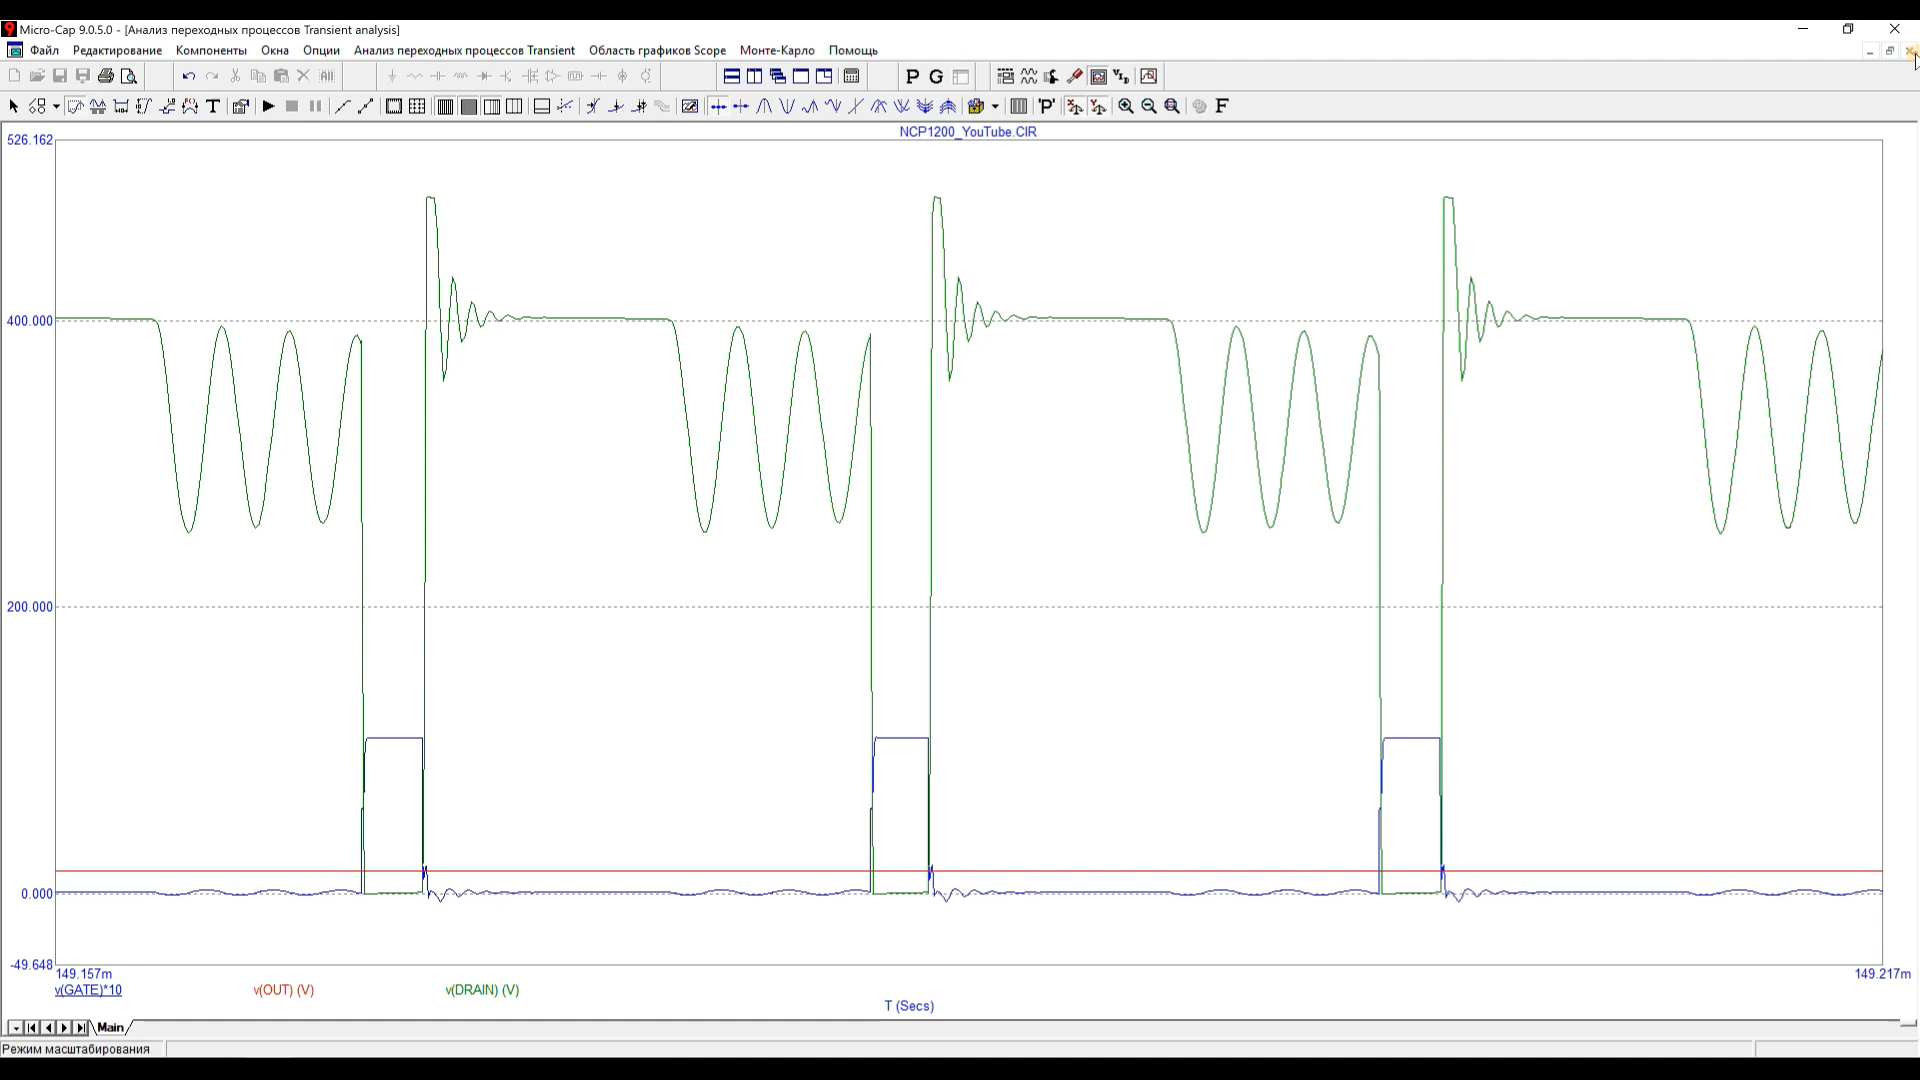 Micro-Cap 9.0.5.0 - [Анализ переходных процессов Transient analysis]
Файл Редактирование Компоненты Окна Опции Анализ переходных процессов Transient Область графиков Scope Монте-Карло Помощь
NCP1200_YouTube.CIR
526.162
400.000
200.000
0.000
-49.648
149.157m 149.217m
v(GATE)*10 v(OUT) (V) v(DRAIN) (V)
T (Secs)
Main
Режим масштабирования